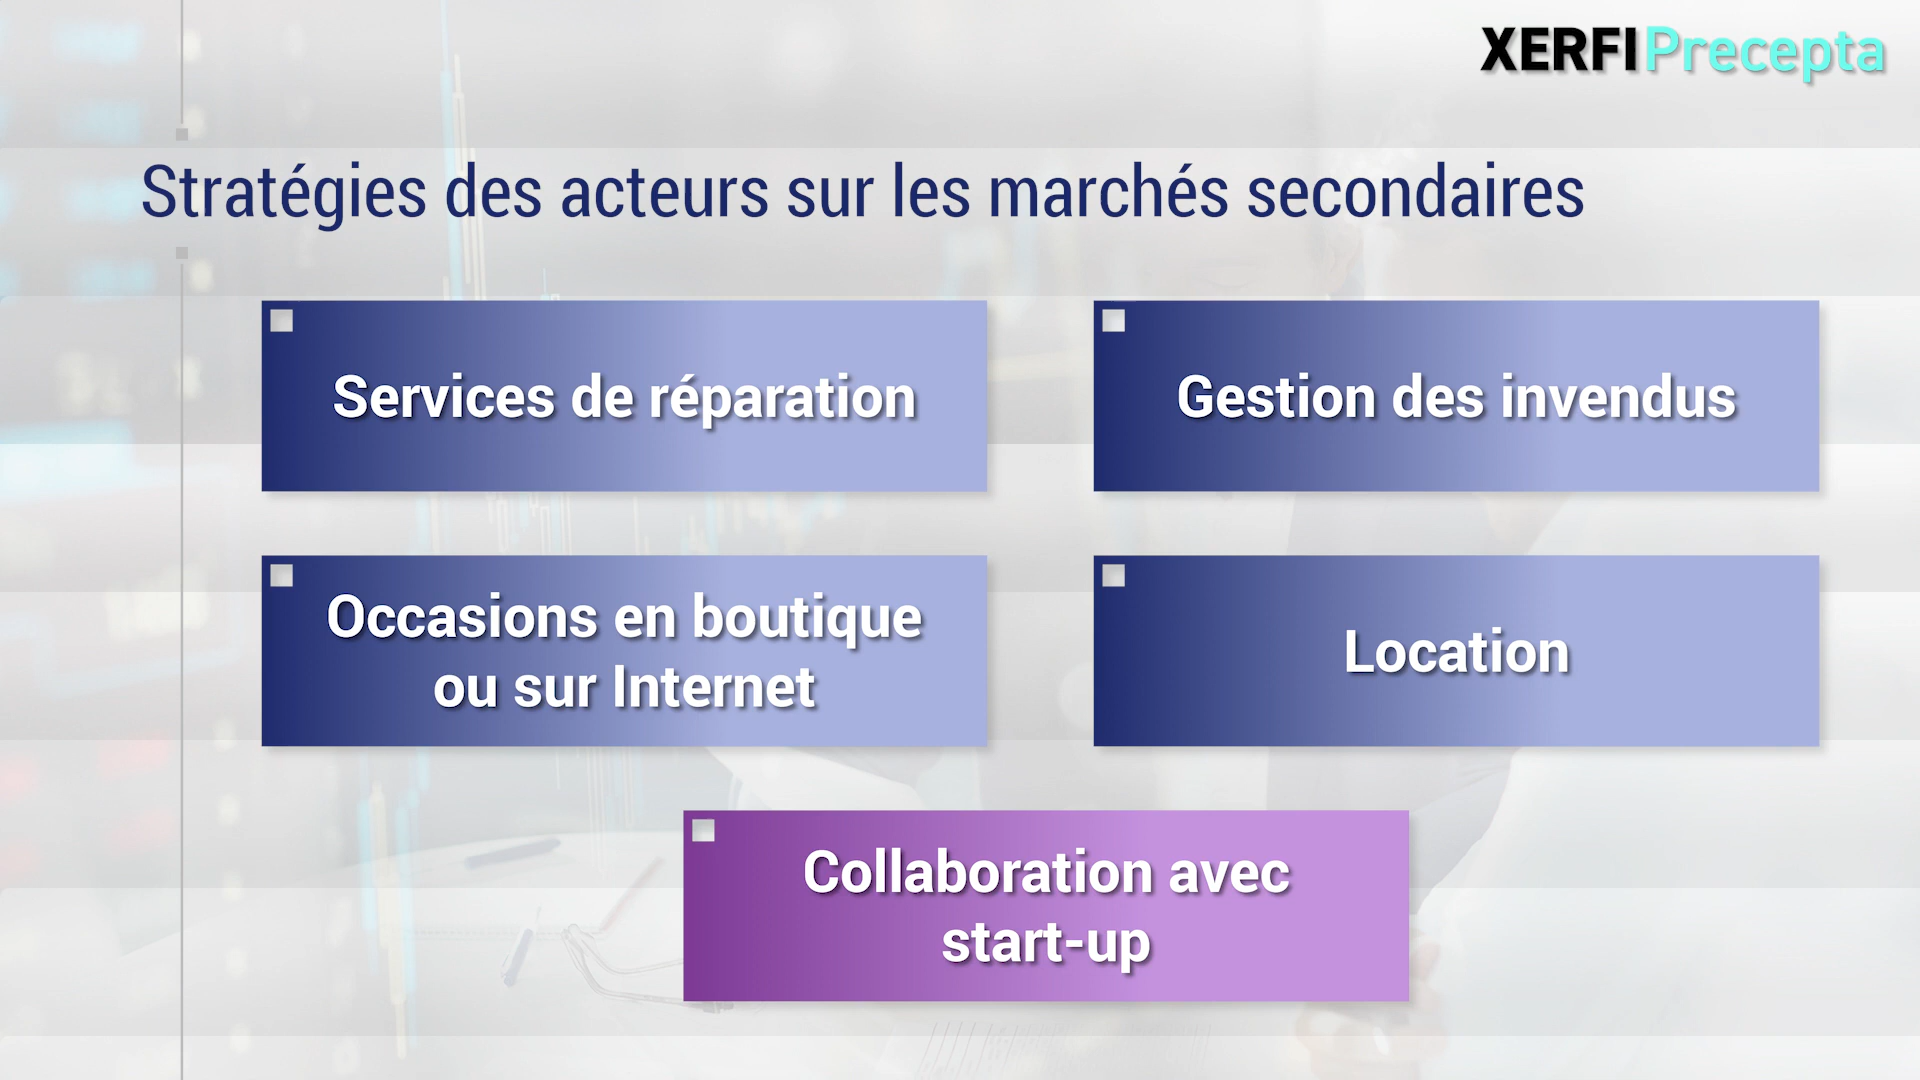 XERFI Precepta
Stratégies des acteurs sur les marchés secondaires
Services de réparation
Gestion des invendus
Occasions en boutique
ou sur Internet
Location
Collaboration avec
start-up